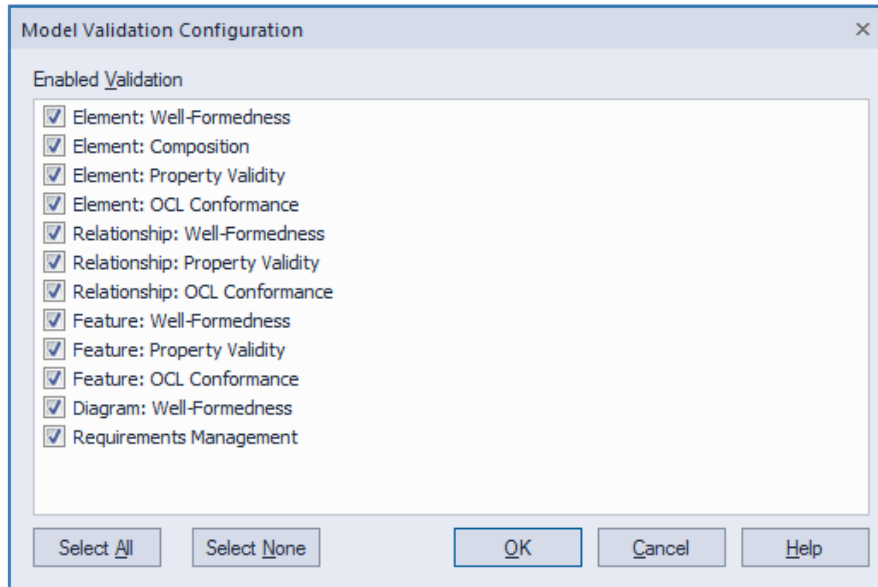 Model Validation Configuration
Enabled Validation
Element: Well-Formedness
Element: Composition
Element: Property Validity
Element: OCL Conformance
Relationship: Well-Formedness
Relationship: Property Validity
Relationship: OCL Conformance
Feature: Well-Formedness
Feature: Property Validity
Feature: OCL Conformance
Diagram: Well-Formedness
Requirements Management
Select All Select None OK Cancel Help